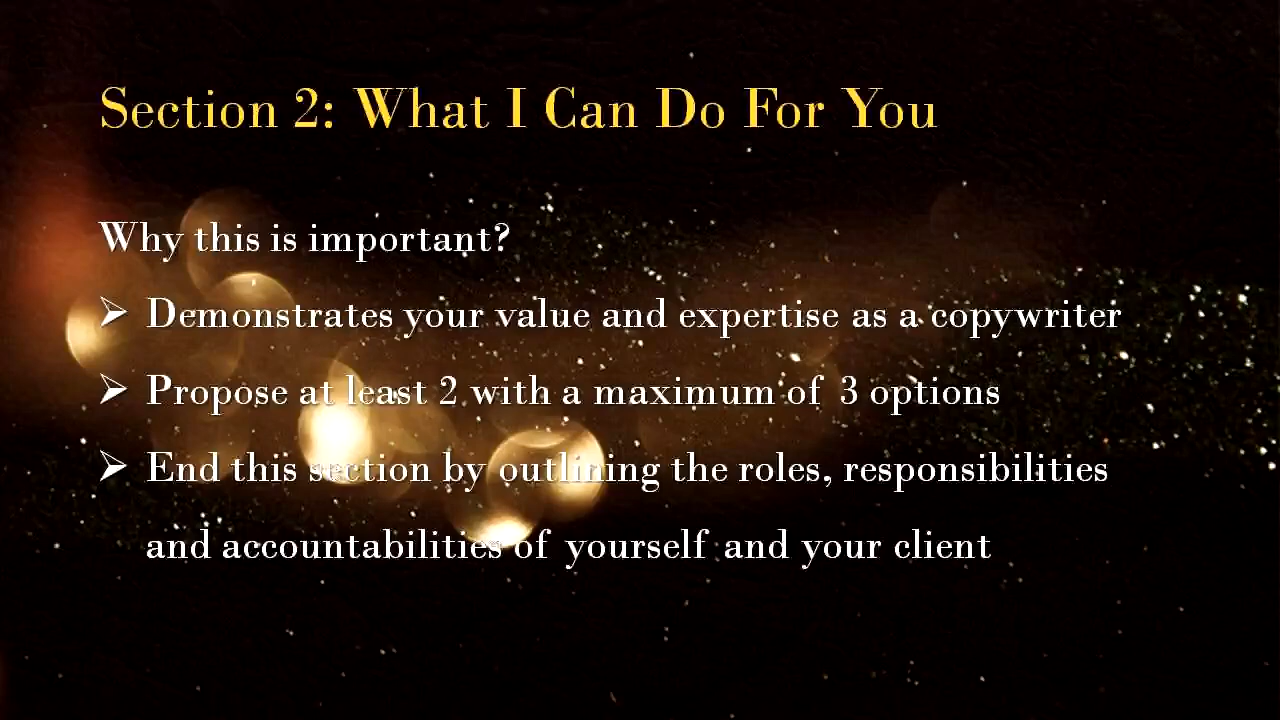 Section 2: What I Can Do For You
Why this is important?
➢ Demonstrates your value and expertise as a copywriter
➢ Propose at least 2 with a maximum of 3 options
➢ End this section by outlining the roles, responsibilities
and accountabilities of yourself and your client